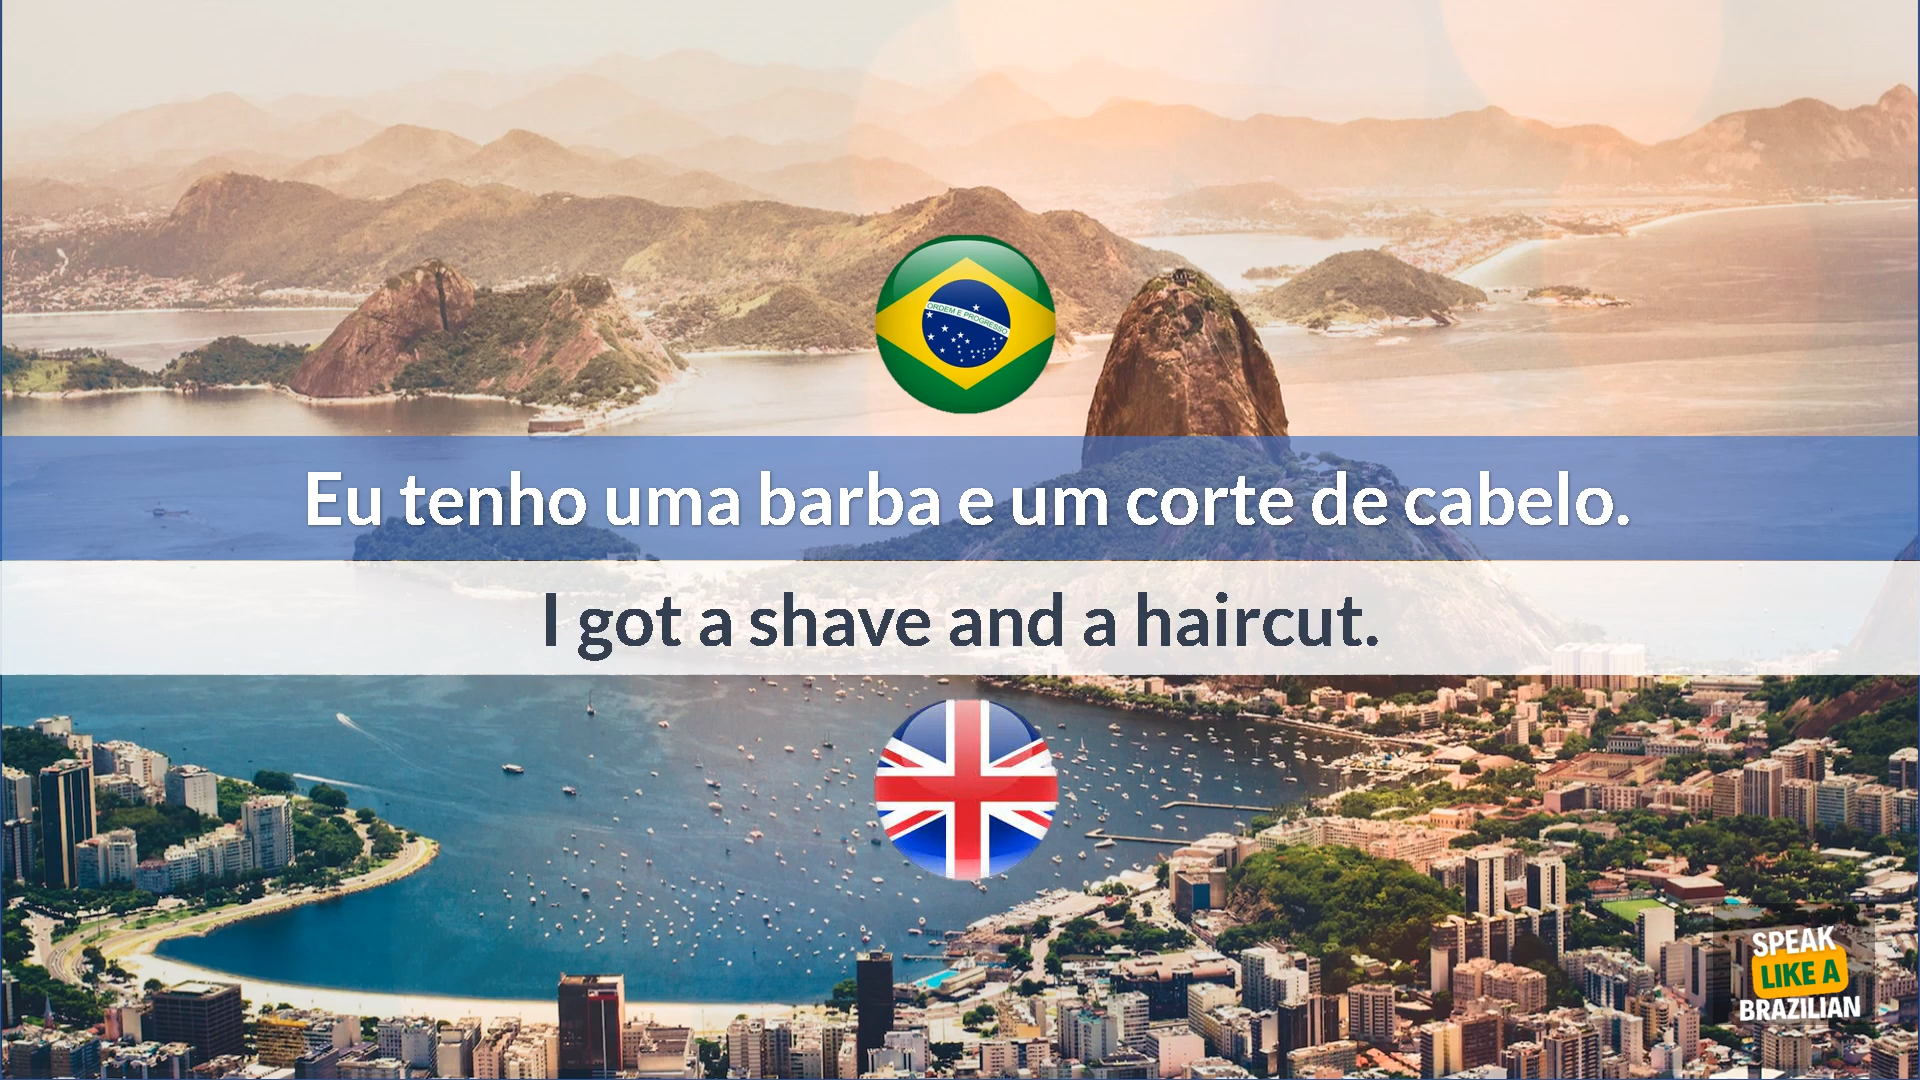 ORDEM E PROGRESSO
Eu tenho uma barba e um corte de cabelo.
I got a shave and a haircut.
SPEAK
LIKE A
BRAZILIAN